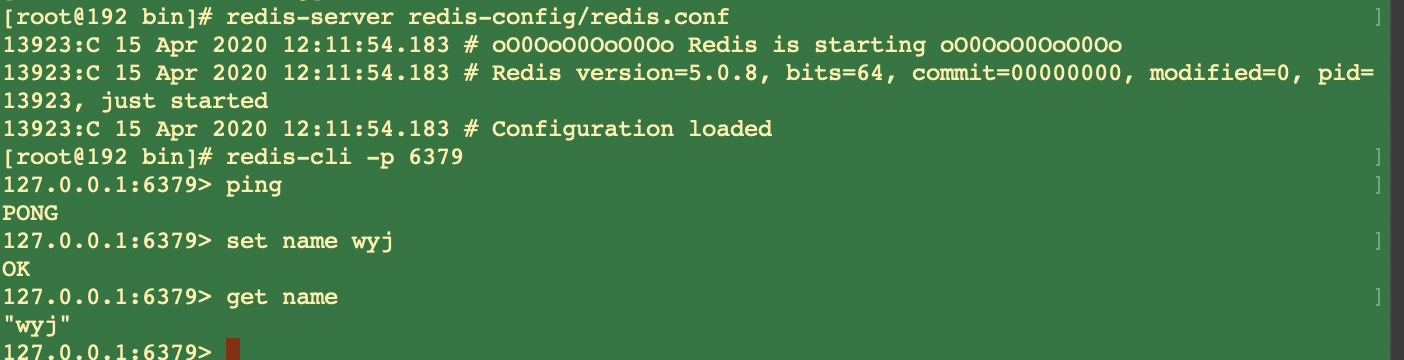 [root@192 bin]# redis-server redis-config/redis.conf ]
13923:C 15 Apr 2020 12:11:54.183 # oO0OoO0OoO0Oo Redis is starting oO0OoO0OoO0Oo
13923:C 15 Apr 2020 12:11:54.183 # Redis version=5.0.8, bits=64, commit=00000000, modified=0, pid=
13923, just started
13923:C 15 Apr 2020 12:11:54.183 # Configuration loaded
[root@192 bin]# redis-cli -p 6379 ]
127.0.0.1:6379> ping ]
PONG
127.0.0.1:6379> set name wyj ]
OK
127.0.0.1:6379> get name ]
"wyj"
127.0.0.1:6379>